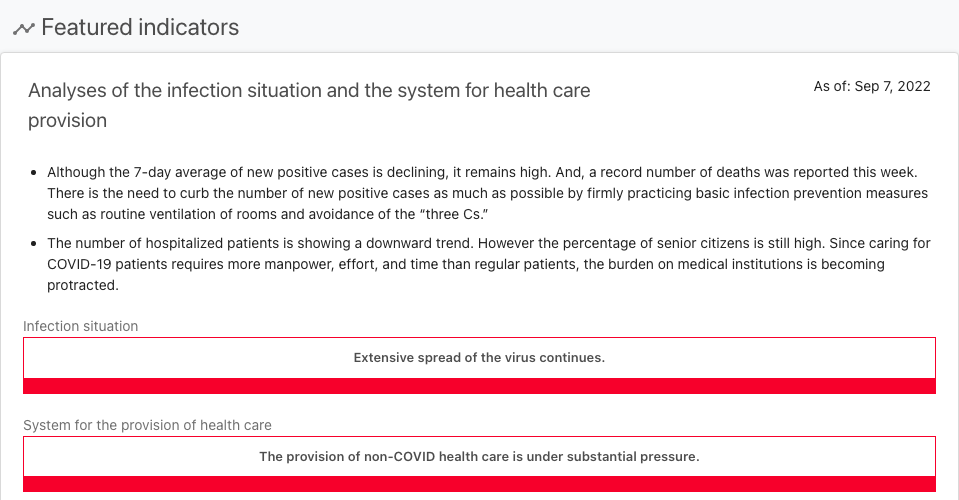 Featured indicators
Analyses of the infection situation and the system for health care
provision
As of: Sep 7, 2022
Although the 7-day average of new positive cases is declining, it remains high. And, a record number of deaths was reported this week.
There is the need to curb the number of new positive cases as much as possible by firmly practicing basic infection prevention measures
such as routine ventilation of rooms and avoidance of the “three Cs.”
The number of hospitalized patients is showing a downward trend. However the percentage of senior citizens is still high. Since caring for
COVID-19 patients requires more manpower, effort, and time than regular patients, the burden on medical institutions is becoming
protracted.
Infection situation
Extensive spread of the virus continues.
System for the provision of health care
The provision of non-COVID health care is under substantial pressure.